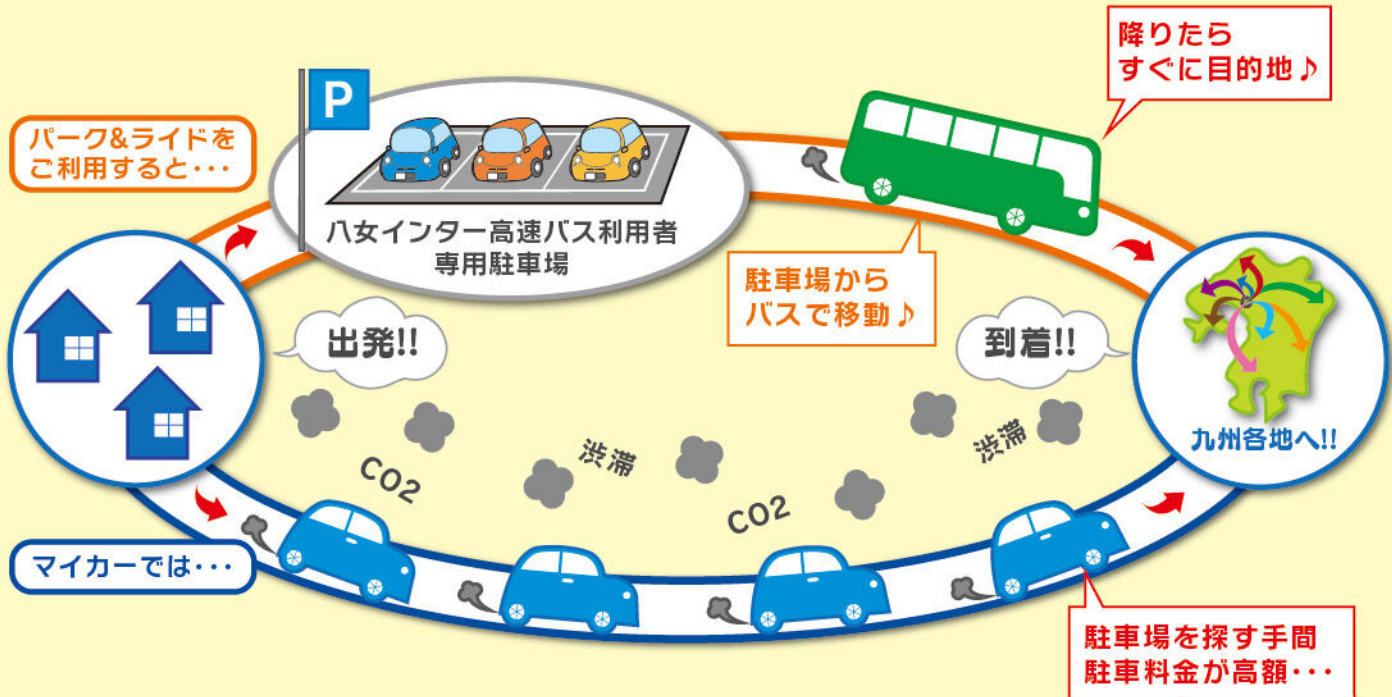 降りたら
すぐに目的地♪
P
パーク&ライドを
ご利用すると・・・
八女インター高速バス利用者
専用駐車場
駐車場から
バスで移動♪
出発!!
到着!!
九州各地へ!!
渋滞
渋滞
CO2
CO2
マイカーでは・・・
駐車場を探す手間
駐車料金が高額・・・